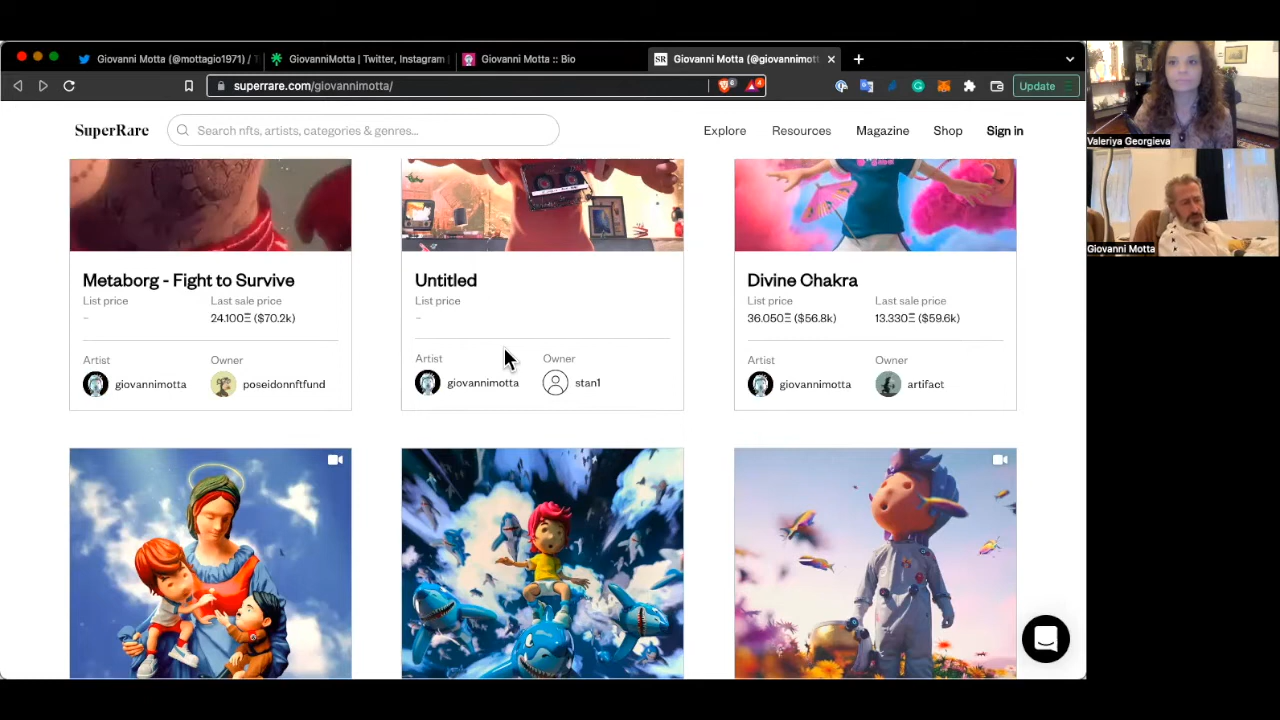 Giovanni Motta (@mottagio1971) / T
GiovanniMotta | Twitter, Instagram
Giovanni Motta :: Bio
SR Giovanni Motta (@giovannimott
superrare.com/giovannimotta/
6
4
Update
SuperRare
Search nfts, artists, categories & genres...
Explore
Resources
Magazine
Shop
Sign in
Metaborg - Fight to Survive
List price
Last sale price
-
24.100Ξ ($70.2k)
Artist
Owner
giovannimotta
poseidonnftfund
Untitled
List price
-
Artist
Owner
giovannimotta
stan1
Divine Chakra
List price
Last sale price
36.050Ξ ($56.8k)
13.330Ξ ($59.6k)
Artist
Owner
giovannimotta
artifact
Valeriya Georgieva
Giovanni Motta